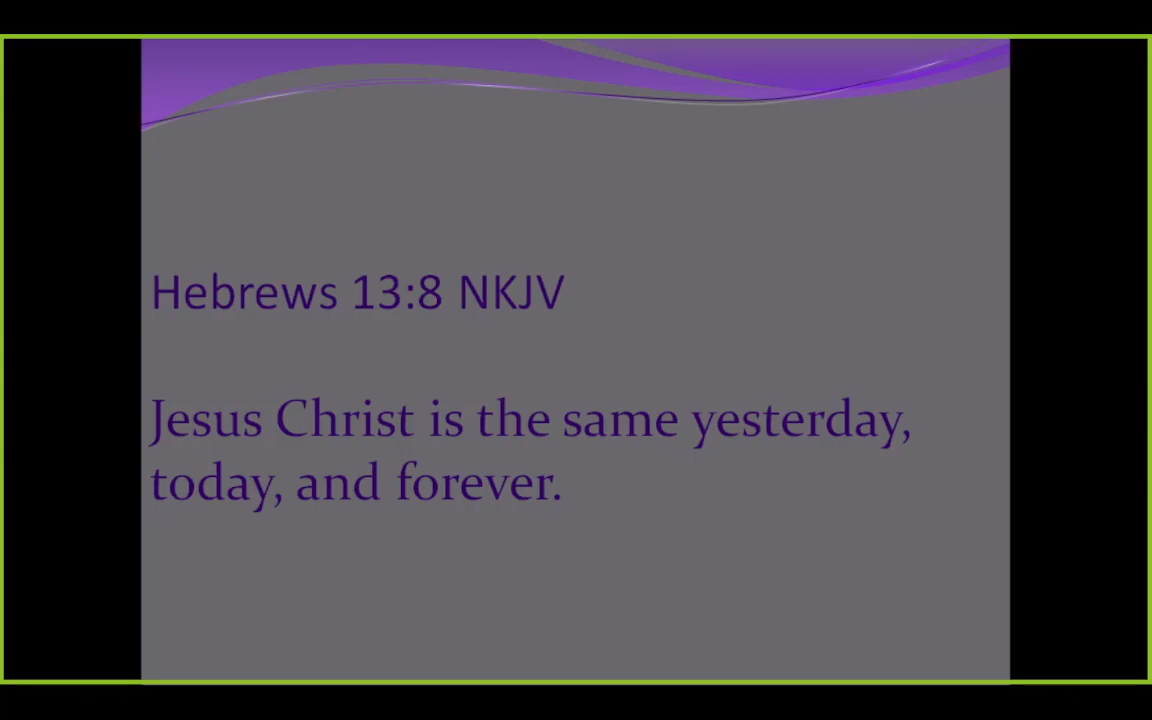 Hebrews 13:8 NKJV
Jesus Christ is the same yesterday,
today, and forever.